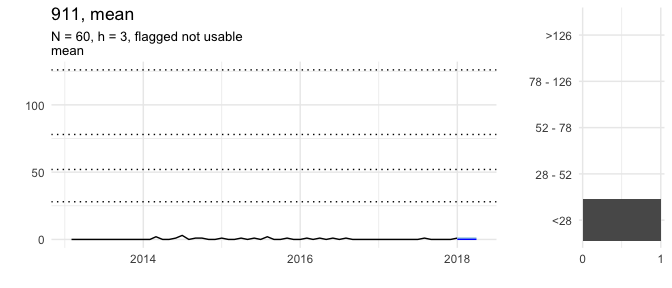 911, mean
N = 60, h = 3, flagged not usable
mean
100
50
0
2014
2016
2018
>126
78 - 126
52 - 78
28 - 52
<28
0
1